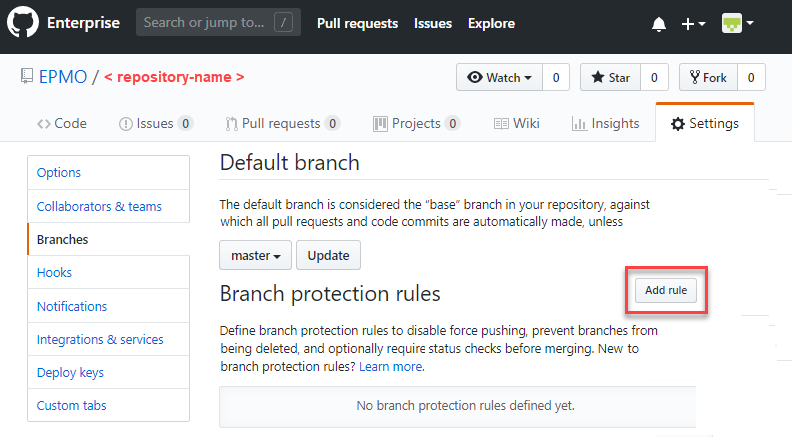 Enterprise
Search or jump to... /
Pull requests Issues Explore
EPMO / < repository-name >
Watch 0 Star 0 Fork 0
Code Issues 0 Pull requests 0 Projects 0 Wiki Insights Settings
Options
Collaborators & teams
Branches
Hooks
Notifications
Integrations & services
Deploy keys
Custom tabs
Default branch
The default branch is considered the “base” branch in your repository, against
which all pull requests and code commits are automatically made, unless
master Update
Branch protection rules Add rule
Define branch protection rules to disable force pushing, prevent branches from
being deleted, and optionally require status checks before merging. New to
branch protection rules? Learn more.
No branch protection rules defined yet.